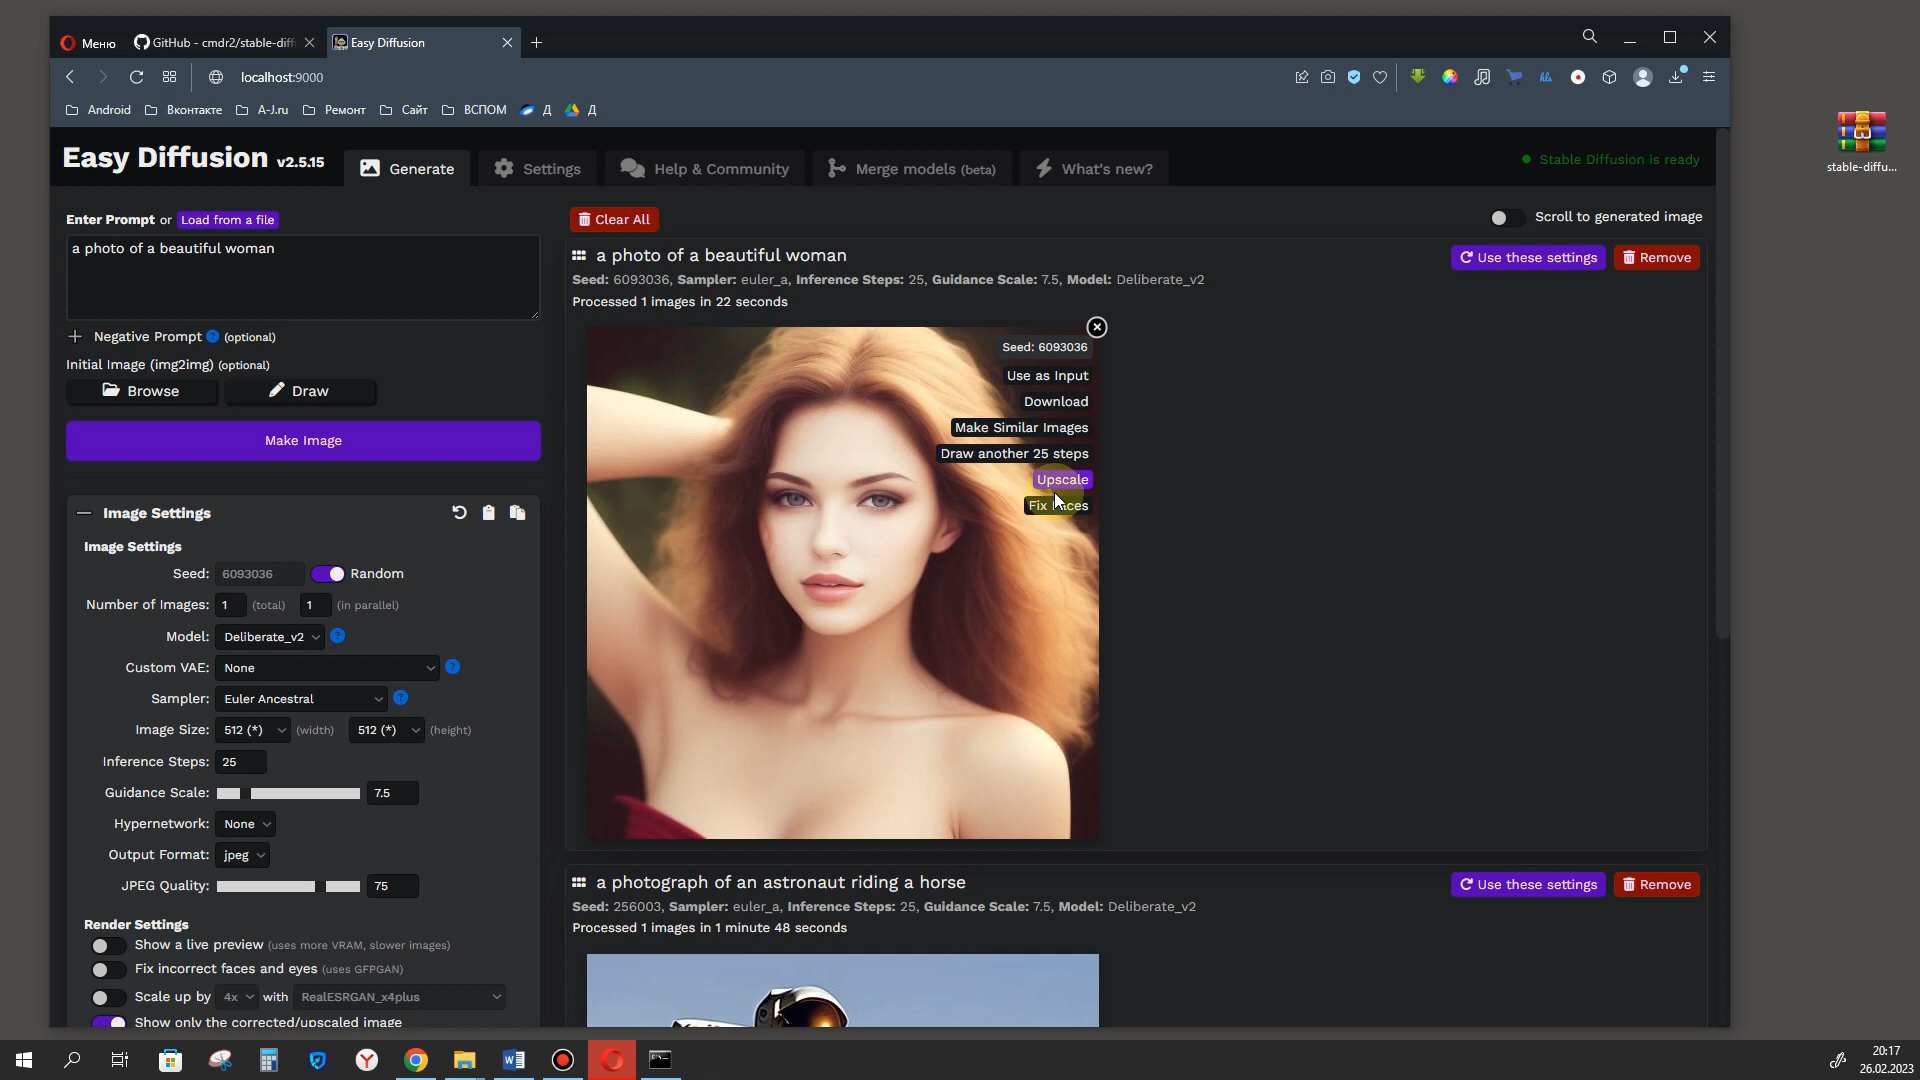 Меню
GitHub - cmdr2/stable-diff
Easy Diffusion
localhost:9000
Android
Вконтакте
A-J.ru
Ремонт
Сайт
ВСПОМ
Д
Д
stable-diffu...
Easy Diffusion v2.5.15
Generate
Settings
Help & Community
Merge models (beta)
What's new?
Stable Diffusion is ready
Enter Prompt or Load from a file
a photo of a beautiful woman
Negative Prompt ? (optional)
Initial Image (img2img) (optional)
Browse
Draw
Make Image
Image Settings
Image Settings
Seed: 6093036 Random
Number of Images: 1 (total) 1 (in parallel)
Model: Deliberate_v2 ?
Custom VAE: None ?
Sampler: Euler Ancestral ?
Image Size: 512 (*) (width) 512 (*) (height)
Inference Steps: 25
Guidance Scale: 7.5
Hypernetwork: None
Output Format: jpeg
JPEG Quality: 75
Render Settings
Show a live preview (uses more VRAM, slower images)
Fix incorrect faces and eyes (uses GFPGAN)
Scale up by 4x with RealESRGAN_x4plus
Show only the corrected/upscaled image
Clear All
Scroll to generated image
a photo of a beautiful woman
Use these settings
Remove
Seed: 6093036, Sampler: euler_a, Inference Steps: 25, Guidance Scale: 7.5, Model: Deliberate_v2
Processed 1 images in 22 seconds
Seed: 6093036
Use as Input
Download
Make Similar Images
Draw another 25 steps
Upscale
Fix
a photograph of an astronaut riding a horse
Use these settings
Remove
Seed: 256003, Sampler: euler_a, Inference Steps: 25, Guidance Scale: 7.5, Model: Deliberate_v2
Processed 1 images in 1 minute 48 seconds
20:17
26.02.2023